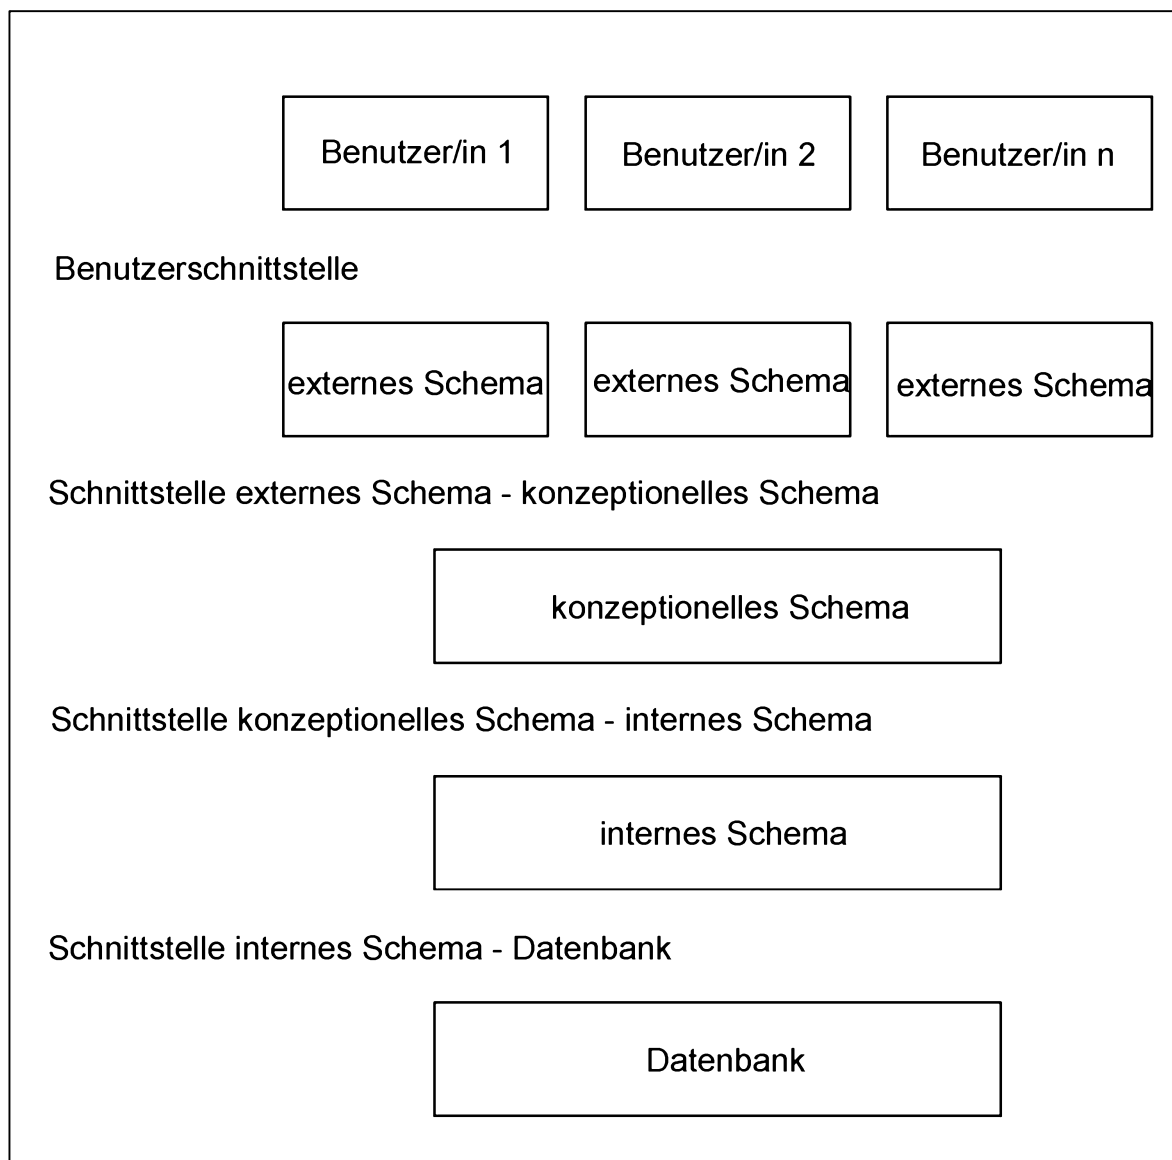 Benutzer/in 1
Benutzer/in 2
Benutzer/in n
Benutzerschnittstelle
externes Schema
externes Schema
externes Schema
Schnittstelle externes Schema - konzeptionelles Schema
konzeptionelles Schema
Schnittstelle konzeptionelles Schema - internes Schema
internes Schema
Schnittstelle internes Schema - Datenbank
Datenbank